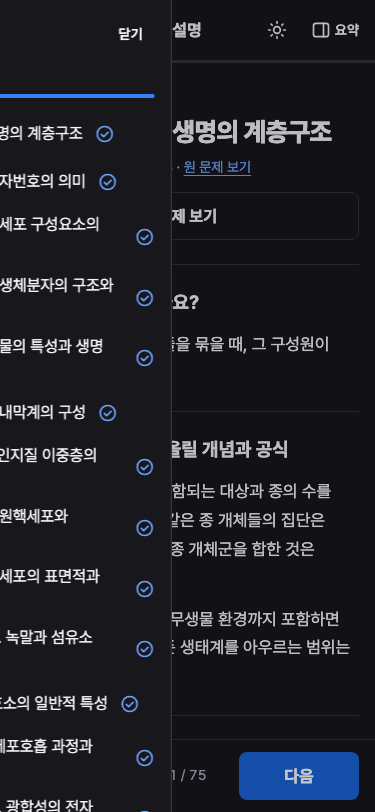 닫기
명의 계층구조
자번호의 의미
세포 구성요소의
생체분자의 구조와
물의 특성과 생명
내막계의 구성
인지질 이중층의
원핵세포와
세포의 표면적과
녹말과 섬유소
소의 일반적 특성
세포호흡 과정과
광합성의 전자
설명
요약
생명의 계층구조
· 원 문제 보기
제 보기
요?
을 묶을 때, 그 구성원이
올릴 개념과 공식
함되는 대상과 종의 수를
같은 종 개체들의 집단은
종 개체군을 합한 것은
무생물 환경까지 포함하면
생태계를 아우르는 범위는
1 / 75
다음